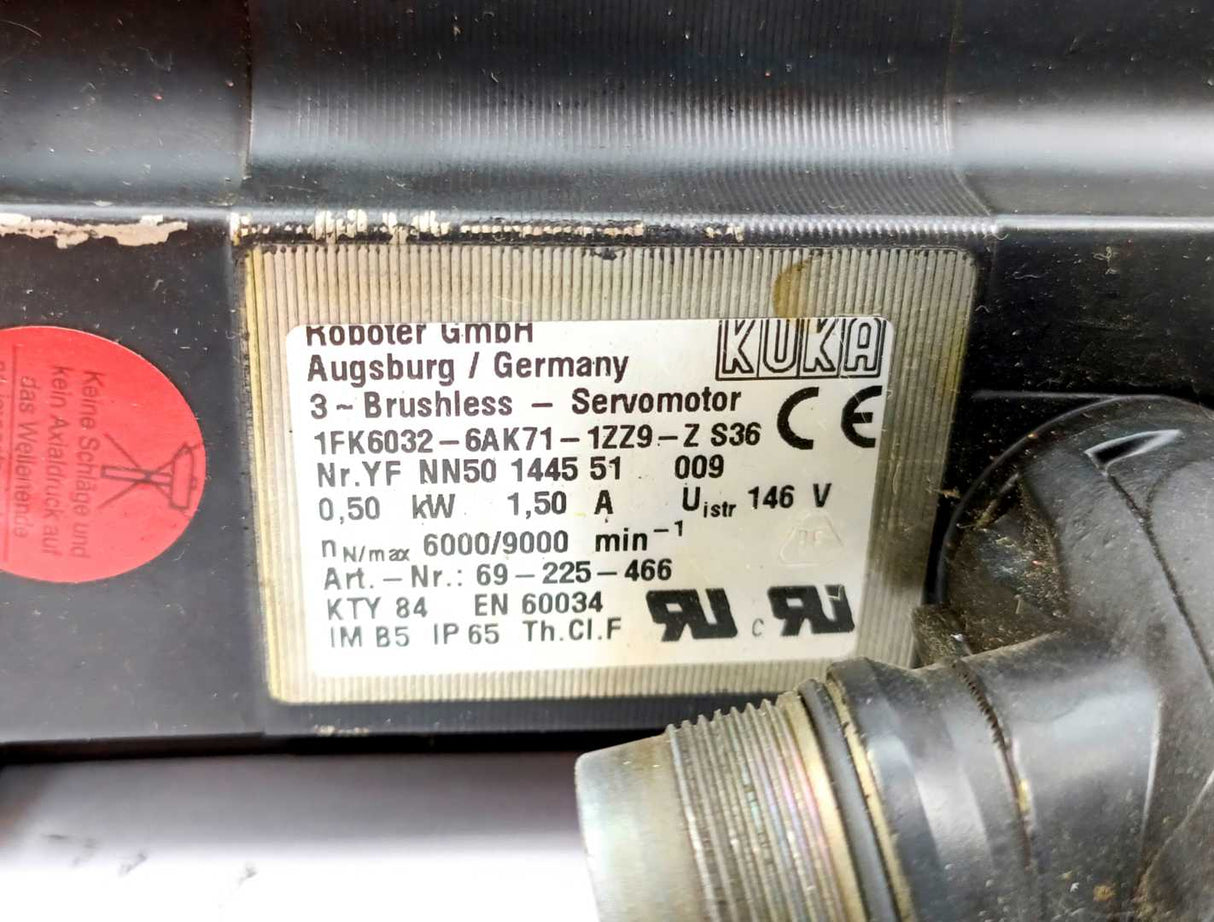 Roboter GmbH
KUKA
Augsburg / Germany
3 ~ Brushless – Servomotor
CE
1FK6032–6AK71–1ZZ9–Z S36
Nr.YF NN50 1445 51 009
0,50 kW 1,50 A Uistr 146 V
nN/max 6000/9000 min⁻¹
Art.–Nr.: 69–225–466
KTY 84 EN 60034
IM B5 IP 65 Th.Cl.F
c
Keine Schläge und
kein Axialdruck auf
das Wellenende